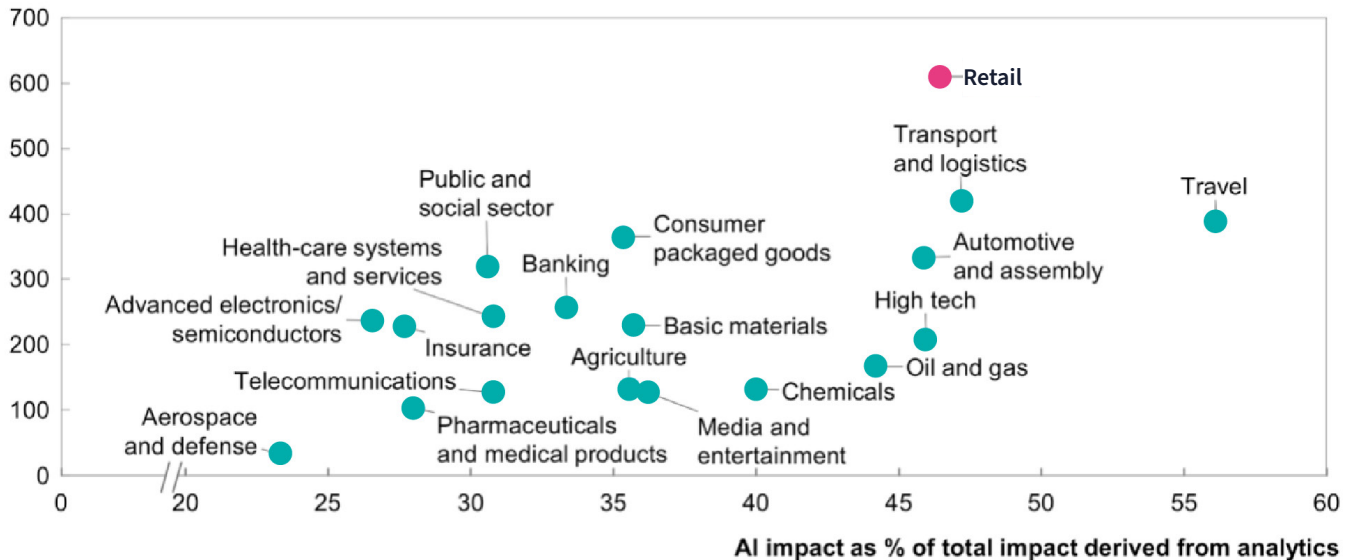 700
600
500
400
300
200
100
0
Retail
Transport
and logistics
Travel
Public and
social sector
Consumer
packaged goods
Automotive
and assembly
Health-care systems
and services
Banking
High tech
Advanced electronics/
semiconductors
Insurance
Basic materials
Agriculture
Oil and gas
Telecommunications
Chemicals
Aerospace
and defense
Pharmaceuticals
and medical products
Media and
entertainment
0 20 25 30 35 40 45 50 55 60
AI impact as % of total impact derived from analytics